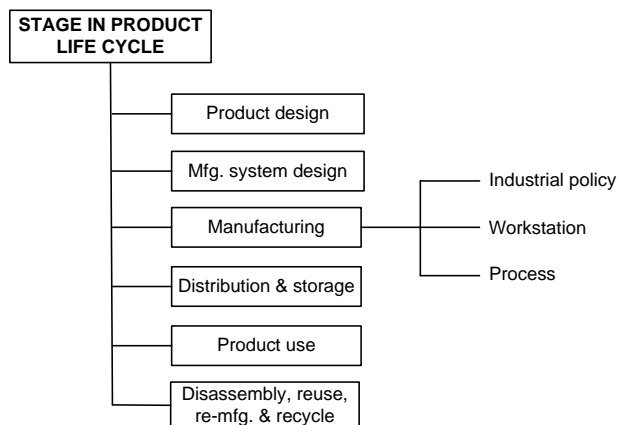 STAGE IN PRODUCT
LIFE CYCLE
Product design
Mfg. system design
Manufacturing
Industrial policy
Workstation
Process
Distribution & storage
Product use
Disassembly, reuse,
re-mfg. & recycle